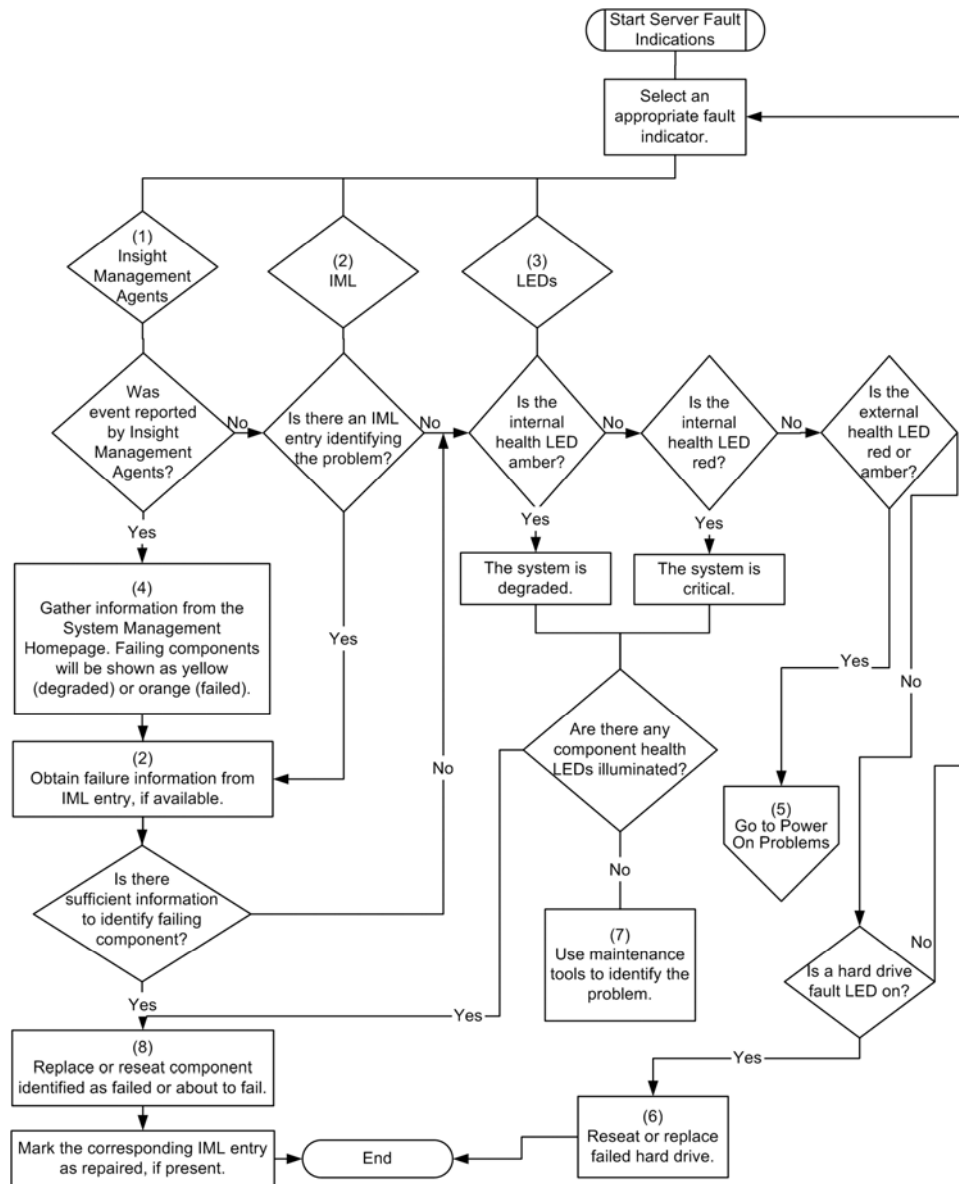 Start Server Fault
Indications
Select an
appropriate fault
indicator.
(1)
Insight
Management
Agents
(2)
IML
(3)
LEDs
Was
event reported
by Insight
Management
Agents?
No
Is there an IML
entry identifying
the problem?
No
Is the
internal
health LED
amber?
No
Is the
internal
health LED
red?
No
Is the
external
health LED
red or
amber?
Yes
Yes
Yes
(4)
Gather information from the
System Management
Homepage. Failing components
will be shown as yellow
(degraded) or orange (failed).
The system is
degraded.
The system is
critical.
Yes
Yes
No
(2)
Obtain failure information from
IML entry, if available.
No
Are there any
component health
LEDs illuminated?
(5)
Go to Power
On Problems
Is there
sufficient information
to identify failing
component?
No
(7)
Use maintenance
tools to identify the
problem.
No
Is a hard drive
fault LED on?
Yes
Yes
Yes
(8)
Replace or reseat component
identified as failed or about to fail.
(6)
Reseat or replace
failed hard drive.
Mark the corresponding IML entry
as repaired, if present.
End